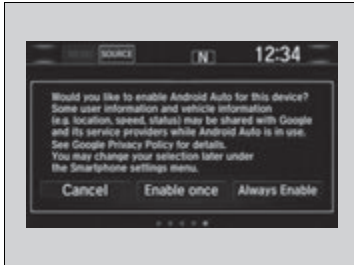 SOURCE
N
12:34
Would you like to enable Android Auto for this device?
Some user information and vehicle information
(e.g. location, speed, status) may be shared with Google
and its service providers while Android Auto is in use.
See Google Privacy Policy for details.
You may change your selection later under
the Smartphone settings menu.
Cancel
Enable once
Always Enable